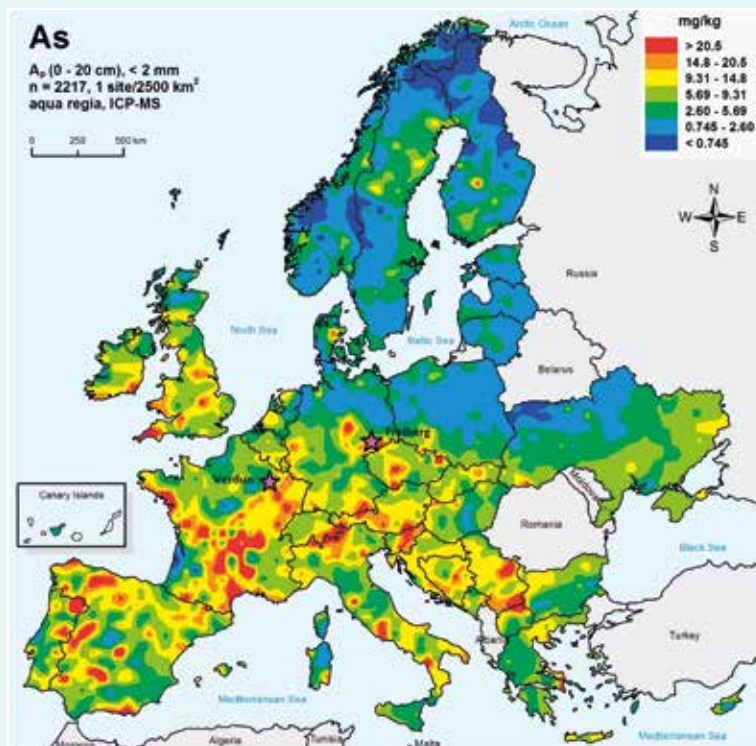 As
Ap (0 - 20 cm), < 2 mm
n = 2217, 1 site/2500 km²
aqua regia, ICP-MS
0 250 500 km
mg/kg
> 20.5
14.8 - 20.5
9.31 - 14.8
5.69 - 9.31
2.60 - 5.69
0.745 - 2.60
< 0.745
Arctic Ocean
N
W E
S
Russia
North Sea
Baltic Sea
Belarus
Freiberg
Verdun
Canary Islands
Moldova
Romania
Black Sea
Albania
Turkey
Mediterranean Sea
Mediterranean Sea
Morocco Algeria Tunisia Malta